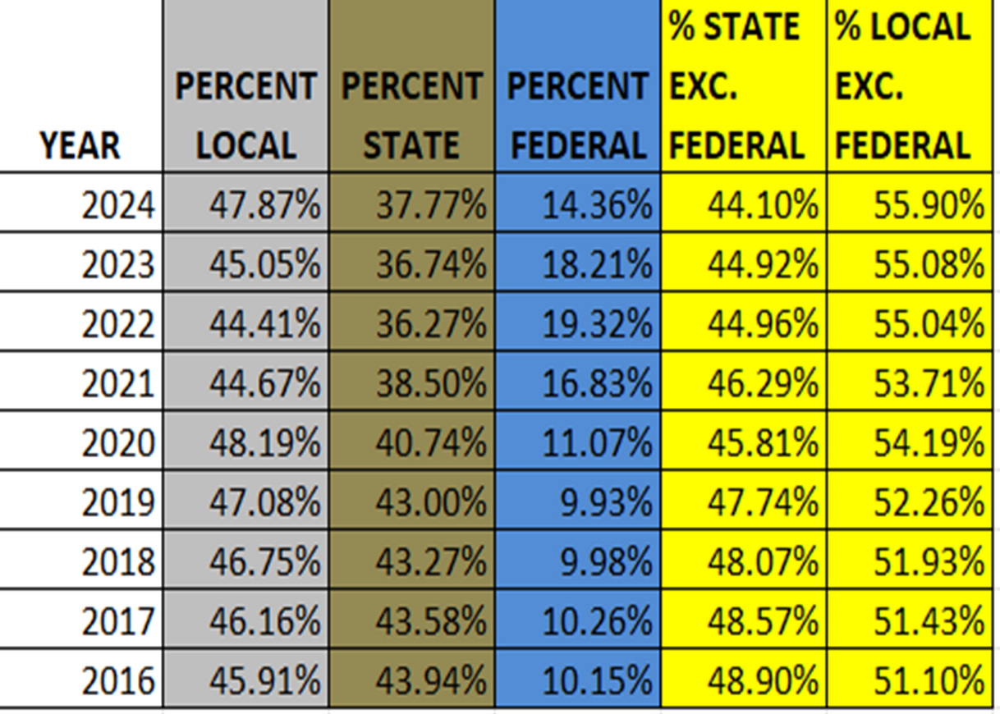 % STATE % LOCAL
PERCENT PERCENT PERCENT EXC. EXC.
YEAR LOCAL STATE FEDERAL FEDERAL FEDERAL
2024 47.87% 37.77% 14.36% 44.10% 55.90%
2023 45.05% 36.74% 18.21% 44.92% 55.08%
2022 44.41% 36.27% 19.32% 44.96% 55.04%
2021 44.67% 38.50% 16.83% 46.29% 53.71%
2020 48.19% 40.74% 11.07% 45.81% 54.19%
2019 47.08% 43.00% 9.93% 47.74% 52.26%
2018 46.75% 43.27% 9.98% 48.07% 51.93%
2017 46.16% 43.58% 10.26% 48.57% 51.43%
2016 45.91% 43.94% 10.15% 48.90% 51.10%